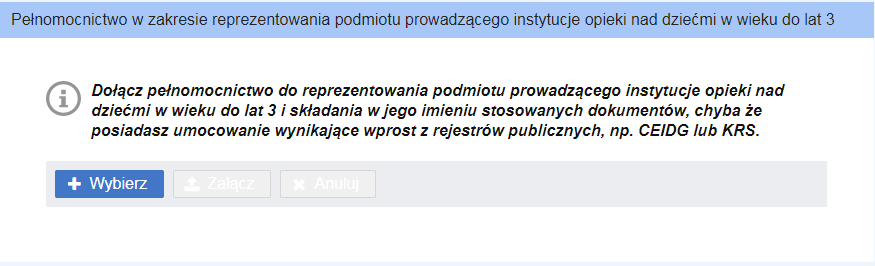 Pełnomocnictwo w zakresie reprezentowania podmiotu prowadzącego instytucje opieki nad dziećmi w wieku do lat 3
Dołącz pełnomocnictwo do reprezentowania podmiotu prowadzącego instytucje opieki nad
dziećmi w wieku do lat 3 i składania w jego imieniu stosowanych dokumentów, chyba że
posiadasz umocowanie wynikające wprost z rejestrów publicznych, np. CEIDG lub KRS.
Wybierz Załącz Anuluj